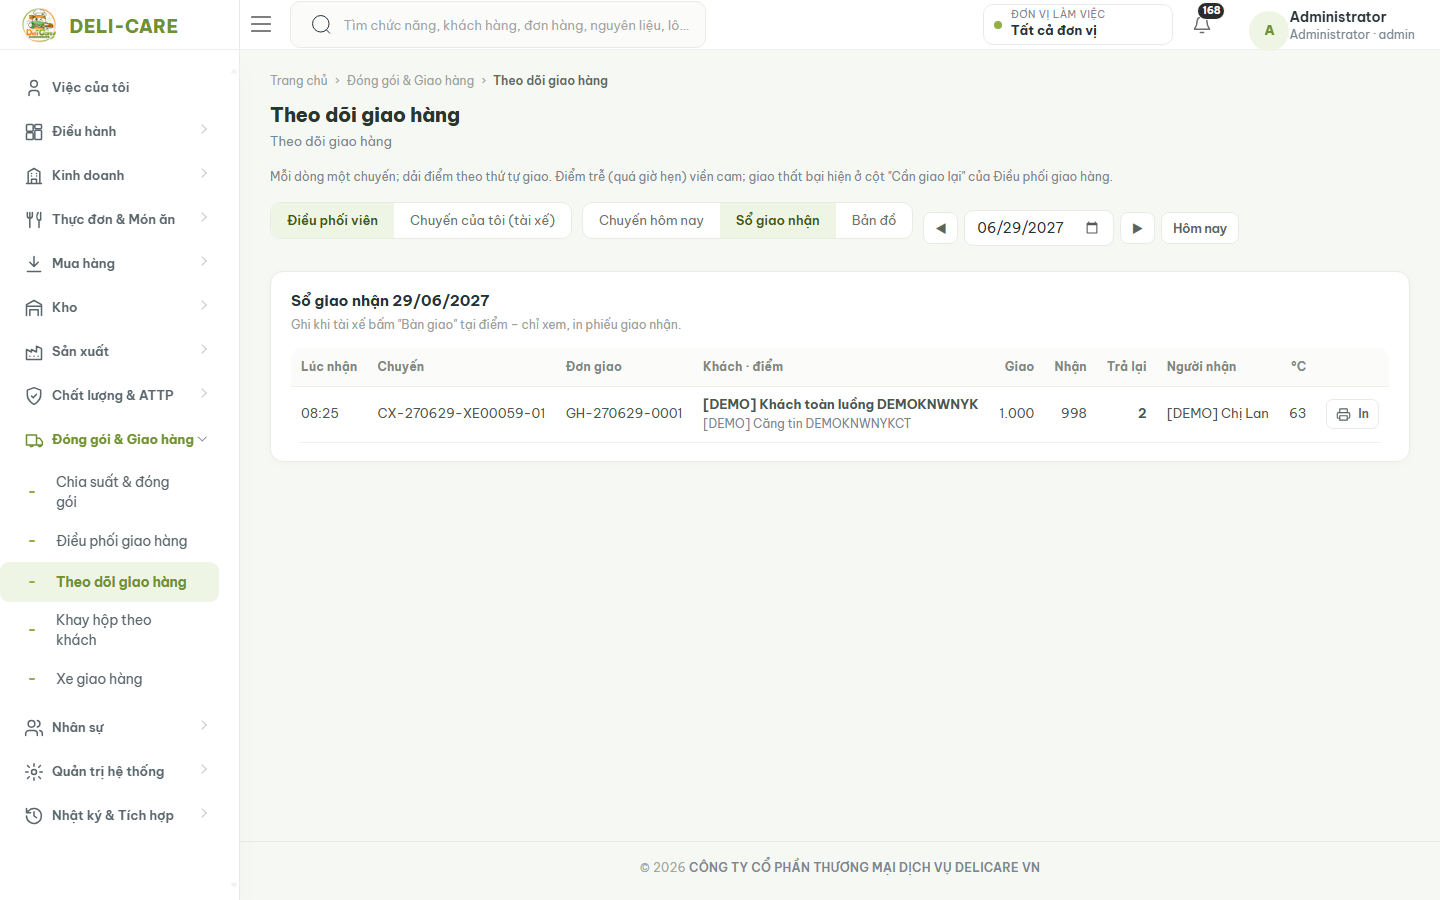 DELI-CARE
Tìm chức năng, khách hàng, đơn hàng, nguyên liệu, lô...
ĐƠN VỊ LÀM VIỆC
Tất cả đơn vị
168
A
Administrator
Administrator · admin
Việc của tôi
Điều hành
Kinh doanh
Thực đơn & Món ăn
Mua hàng
Kho
Sản xuất
Chất lượng & ATTP
Đóng gói & Giao hàng
Chia suất & đóng
gói
Điều phối giao hàng
Theo dõi giao hàng
Khay hộp theo
khách
Xe giao hàng
Nhân sự
Quản trị hệ thống
Nhật ký & Tích hợp
Trang chủ › Đóng gói & Giao hàng › Theo dõi giao hàng
Theo dõi giao hàng
Theo dõi giao hàng
Mỗi dòng một chuyến; dải điểm theo thứ tự giao. Điểm trễ (quá giờ hẹn) viền cam; giao thất bại hiện ở cột "Cần giao lại" của Điều phối giao hàng.
Điều phối viên Chuyến của tôi (tài xế) Chuyến hôm nay Sổ giao nhận Bản đồ ◀ 06/29/2027 ▶ Hôm nay
Sổ giao nhận 29/06/2027
Ghi khi tài xế bấm "Bàn giao" tại điểm – chỉ xem, in phiếu giao nhận.
Lúc nhận Chuyến Đơn giao Khách · điểm Giao Nhận Trả lại Người nhận °C
08:25 CX-270629-XE00059-01 GH-270629-0001 [DEMO] Khách toàn luồng DEMOKNWNYK 1.000 998 2 [DEMO] Chị Lan 63 In
[DEMO] Căng tin DEMOKNWNYKCT
© 2026 CÔNG TY CỔ PHẦN THƯƠNG MẠI DỊCH VỤ DELICARE VN